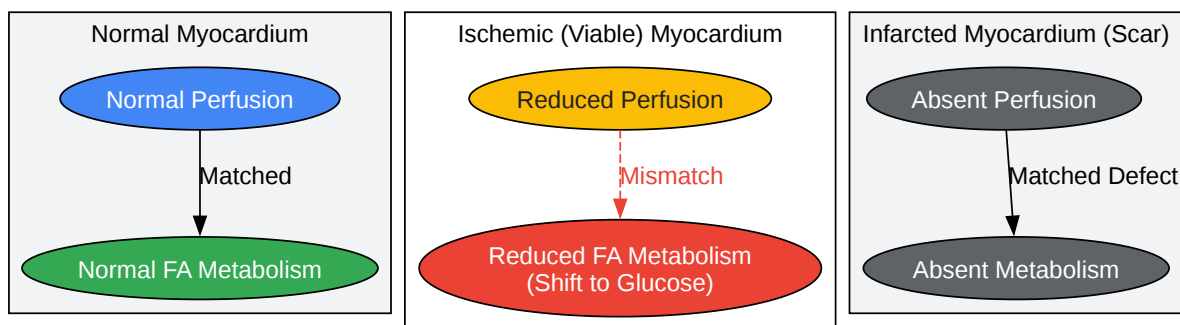 Normal Myocardium
Normal Perfusion
Matched
Normal FA Metabolism
Ischemic (Viable) Myocardium
Reduced Perfusion
Mismatch
Reduced FA Metabolism
(Shift to Glucose)
Infarcted Myocardium (Scar)
Absent Perfusion
Matched Defect
Absent Metabolism